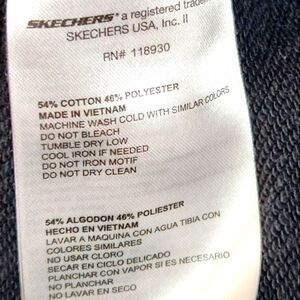 SKECHERS® a registered trade
SKECHERS USA, Inc. II
RN# 118930
54% COTTON 46% POLYESTER
MADE IN VIETNAM
MACHINE WASH COLD WITH SIMILAR COLORS
DO NOT BLEACH
TUMBLE DRY LOW
COOL IRON IF NEEDED
DO NOT IRON MOTIF
DO NOT DRY CLEAN
54% ALGODON 46% POLIESTER
HECHO EN VIETNAM
LAVAR A MAQUINA CON AGUA TIBIA CON
COLORES SIMILARES
NO USAR CLORO
SECAR EN CICLO DELICADO
PLANCHAR CON VAPOR SI ES NECESARIO
NO PLANCHAR
NO LAVAR EN SECO